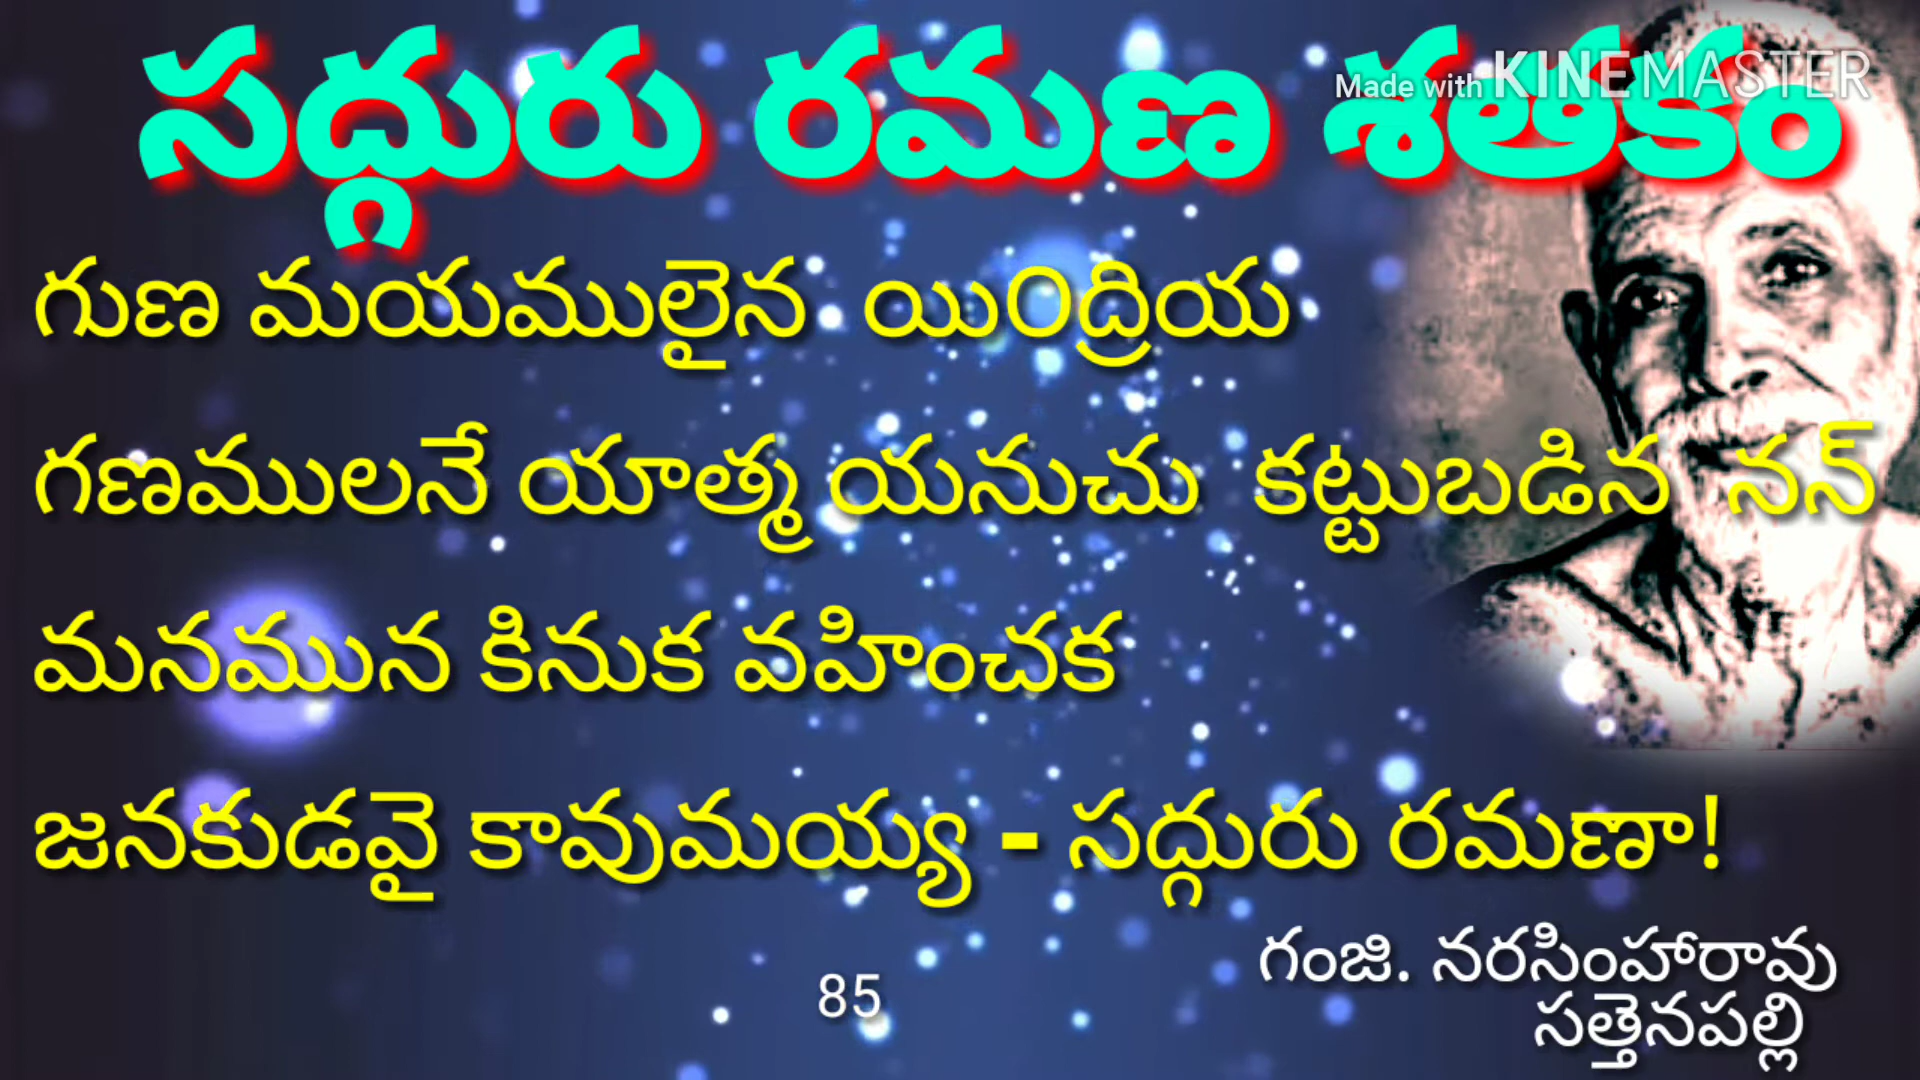 సద్గురు రమణ శతకం
Made with KINEMASTER
గుణ మయములైన యిoద్రియ
గణములనే యాత్మ యనుచు కట్టుబడిన నన్
మనమున కినుక వహించక
జనకుడవై కావుమయ్య - సద్గురు రమణా!
గంజి. నరసింహారావు
సత్తెనపల్లి
85